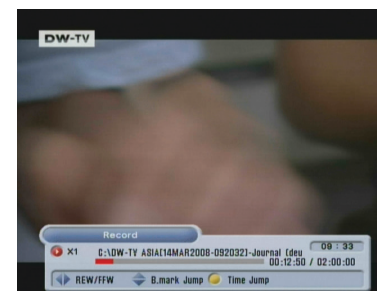 DW-TV
Record
09 : 33
X1 C:\DW-TV ASIA[14MAR2008-092032]-Journal [deu
00:12:50 / 02:00:00
REW/FFW B.mark Jump Time Jump